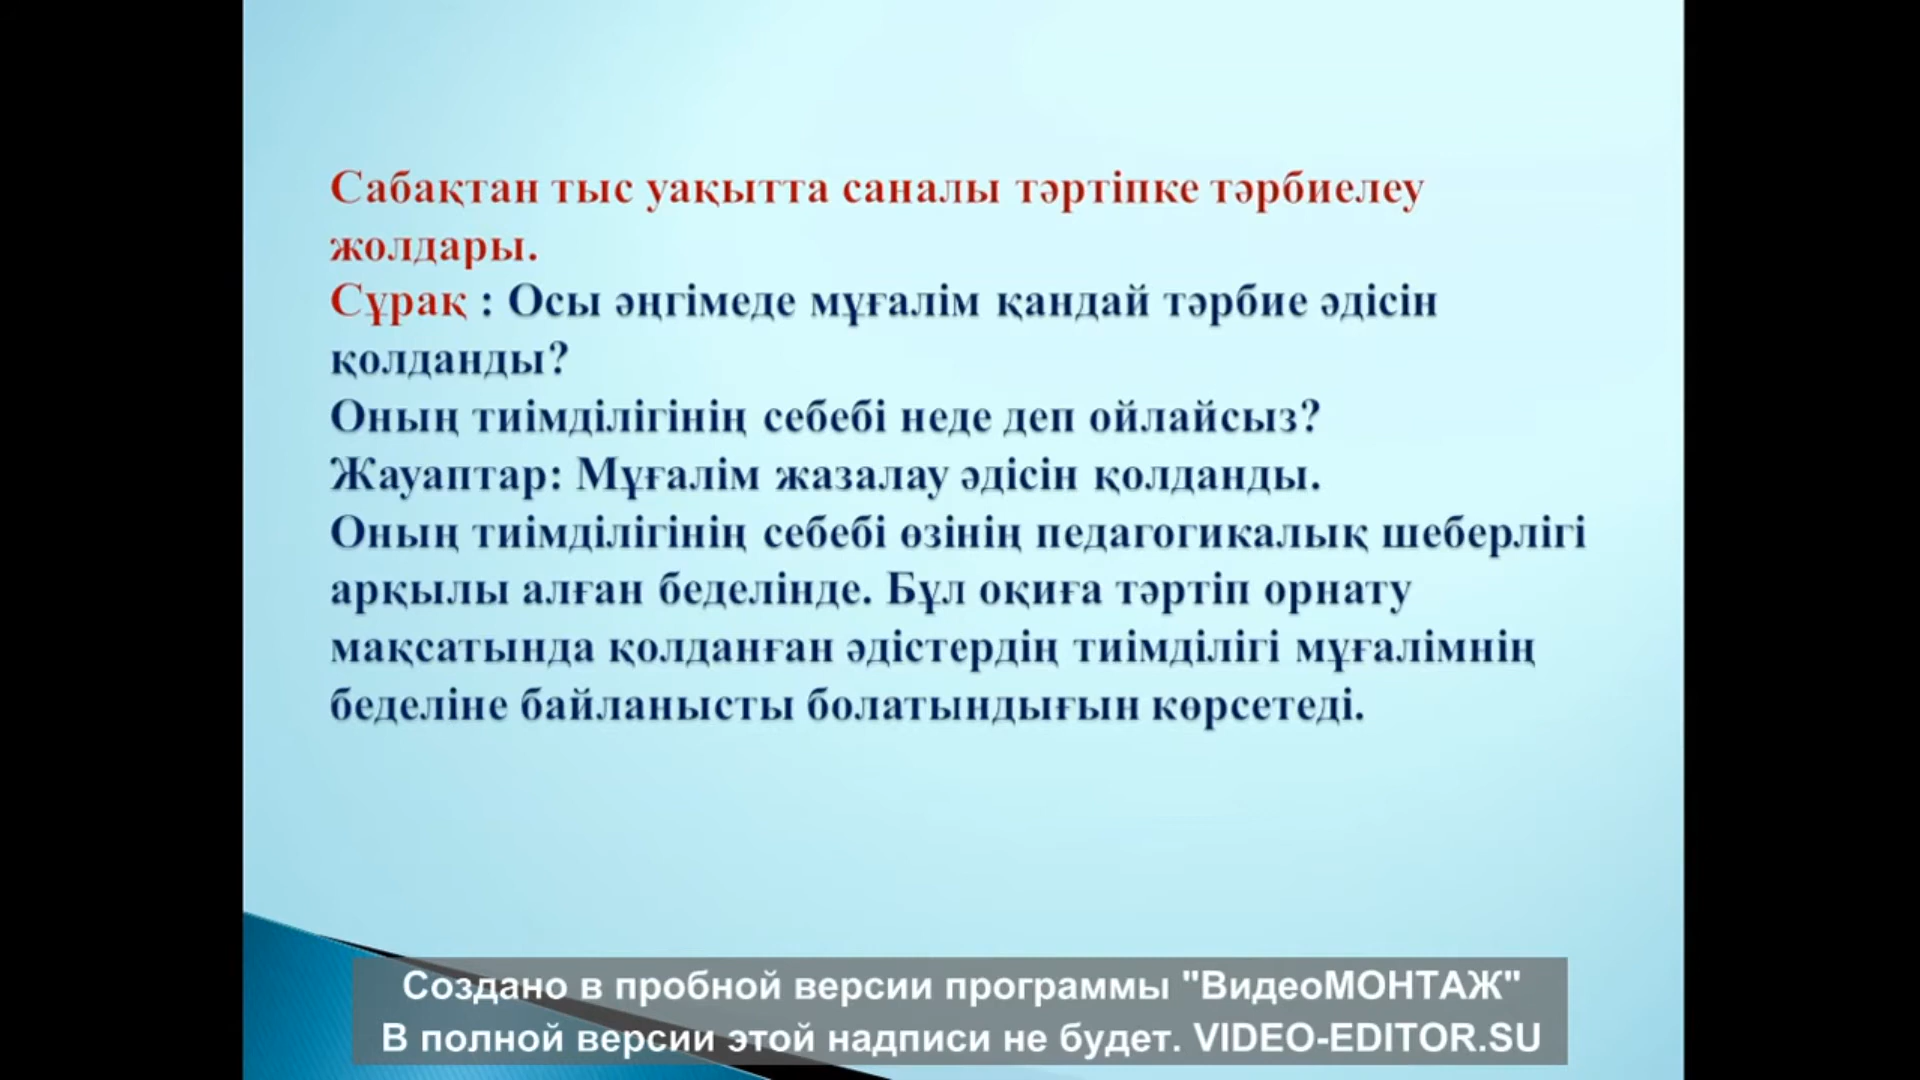 Сабақтан тыс уақытта саналы тәртіпке тәрбиелеу
жолдары.
Сұрақ : Осы әңгімеде мұғалім қандай тәрбие әдісін
қолданды?
Оның тиімділігінің себебі неде деп ойлайсыз?
Жауаптар: Мұғалім жазалау әдісін қолданды.
Оның тиімділігінің себебі өзінің педагогикалық шеберлігі
арқылы алған беделінде. Бұл оқиға тәртіп орнату
мақсатында қолданған әдістердің тиімділігі мұғалімнің
беделіне байланысты болатындығын көрсетеді.
Создано в пробной версии программы "ВидеоМОНТАЖ"
В полной версии этой надписи не будет. VIDEO-EDITOR.SU